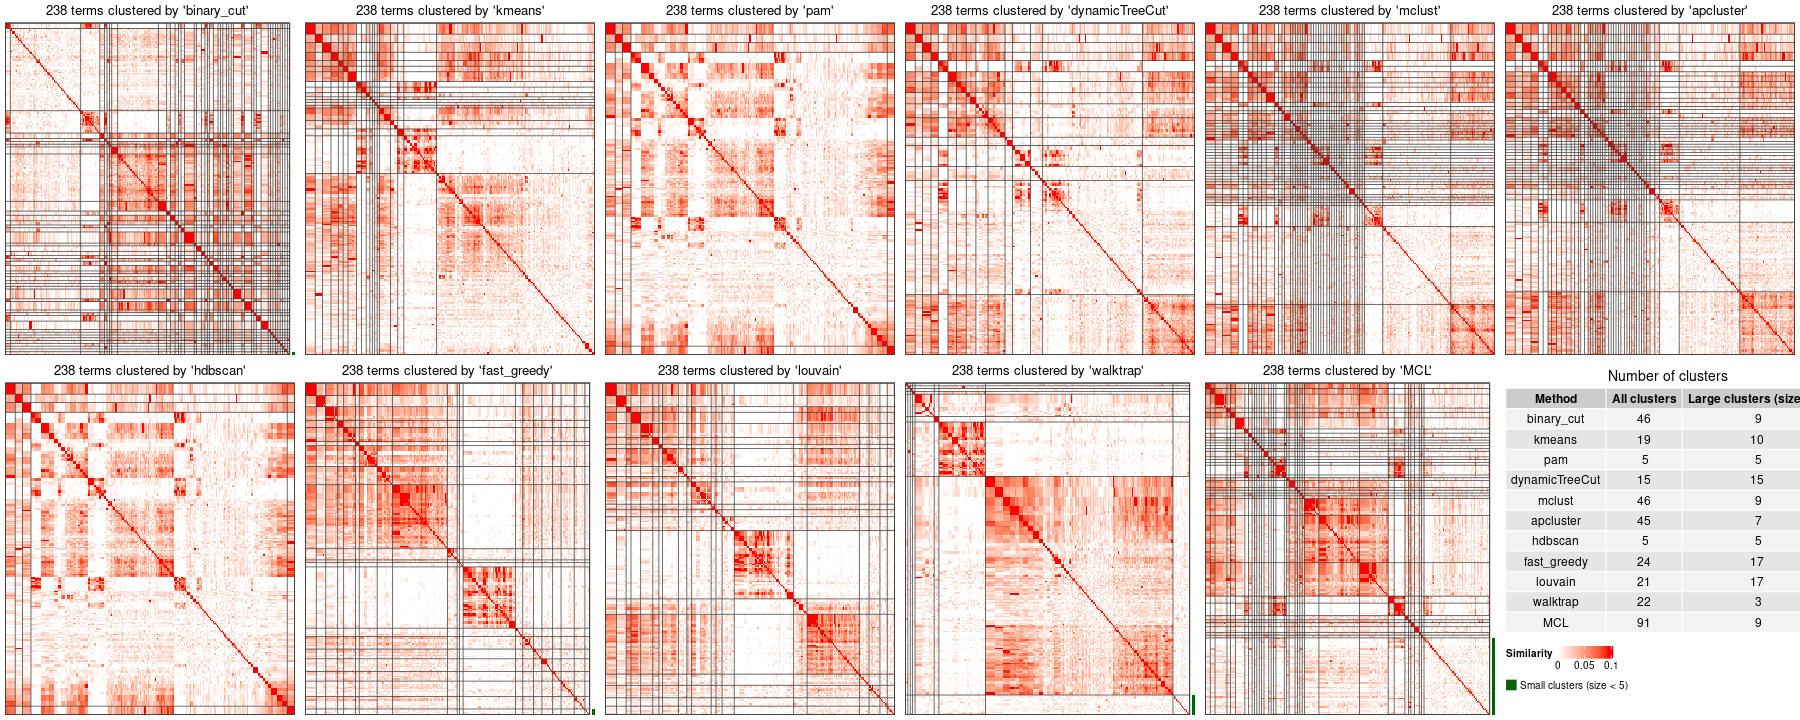 238 terms clustered by 'binary_cut'
238 terms clustered by 'kmeans'
238 terms clustered by 'pam'
238 terms clustered by 'dynamicTreeCut'
238 terms clustered by 'mclust'
238 terms clustered by 'apcluster'
238 terms clustered by 'hdbscan'
238 terms clustered by 'fast_greedy'
238 terms clustered by 'louvain'
238 terms clustered by 'walktrap'
238 terms clustered by 'MCL'
Number of clusters
Method All clusters Large clusters (size
binary_cut 46 9
kmeans 19 10
pam 5 5
dynamicTreeCut 15 15
mclust 46 9
apcluster 45 7
hdbscan 5 5
fast_greedy 24 17
louvain 21 17
walktrap 22 3
MCL 91 9
Similarity
0 0.05 0.1
Small clusters (size < 5)